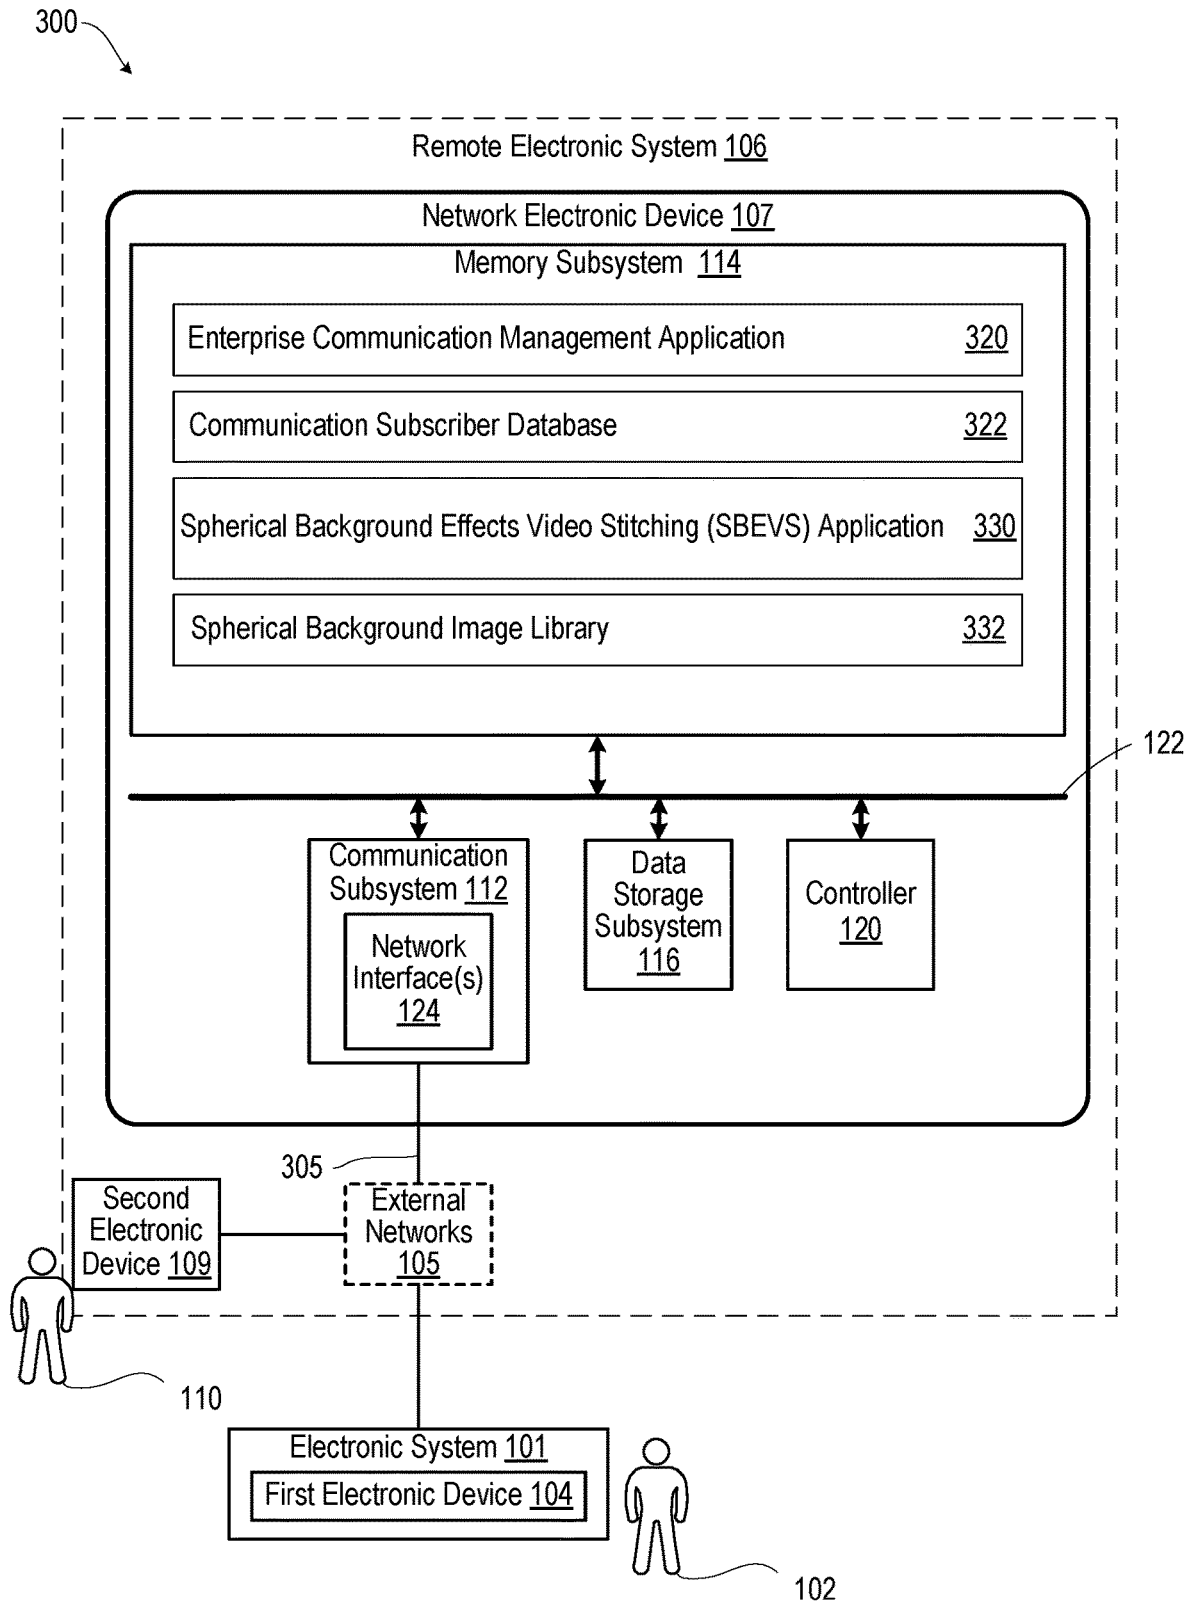 300
Remote Electronic System 106
Network Electronic Device 107
Memory Subsystem 114
Enterprise Communication Management Application 320
Communication Subscriber Database 322
Spherical Background Effects Video Stitching (SBEVS) Application 330
Spherical Background Image Library 332
122
Communication
Subsystem 112
Network
Interface(s)
124
Data
Storage
Subsystem
116
Controller
120
305
Second
Electronic
Device 109
External
Networks
105
110
Electronic System 101
First Electronic Device 104
102